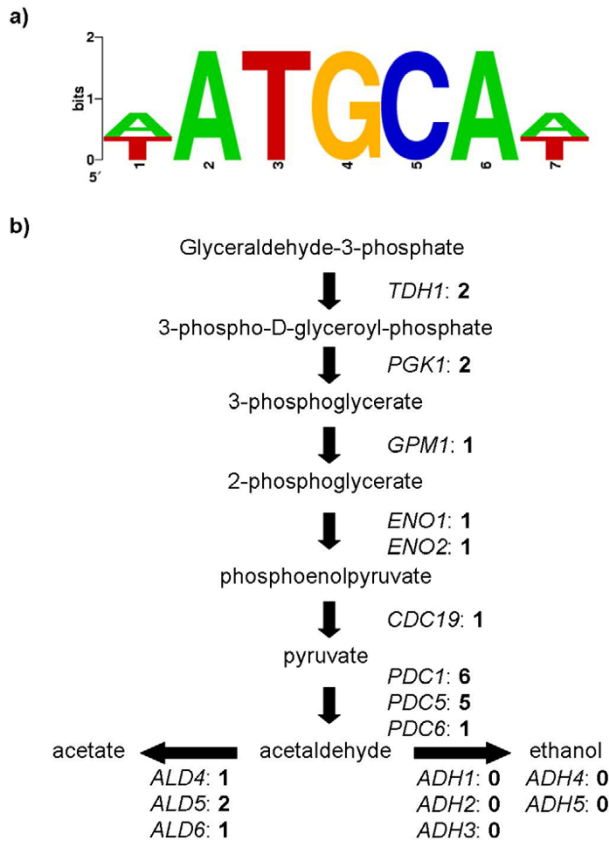 a)
2
bits
1
0
5′
A A T G C A A
T T
1 2 3 4 5 6 7
b)
Glyceraldehyde-3-phosphate
TDH1: 2
3-phospho-D-glyceroyl-phosphate
PGK1: 2
3-phosphoglycerate
GPM1: 1
2-phosphoglycerate
ENO1: 1
ENO2: 1
phosphoenolpyruvate
CDC19: 1
pyruvate
PDC1: 6
PDC5: 5
PDC6: 1
acetate acetaldehyde ethanol
ALD4: 1 ADH1: 0 ADH4: 0
ALD5: 2 ADH2: 0 ADH5: 0
ALD6: 1 ADH3: 0